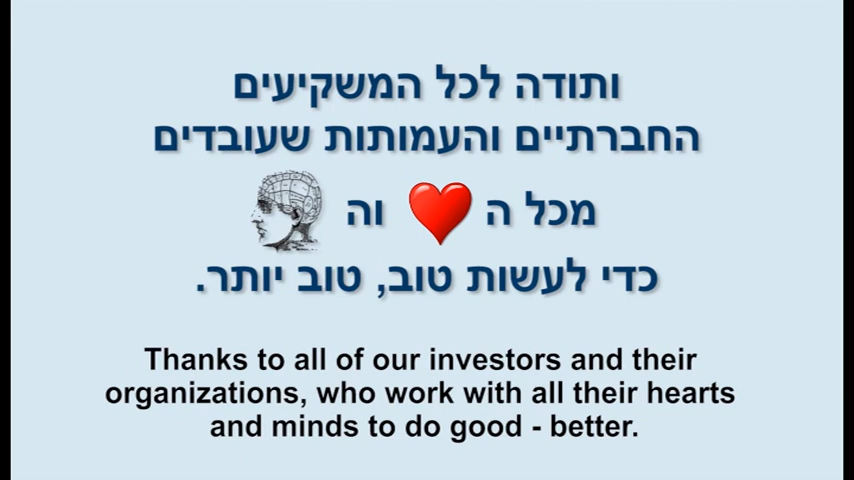 ותודה לכל המשקיעים
החברתיים והעמותות שעובדים
מכל ה וה
כדי לעשות טוב, טוב יותר.
Thanks to all of our investors and their
organizations, who work with all their hearts
and minds to do good - better.